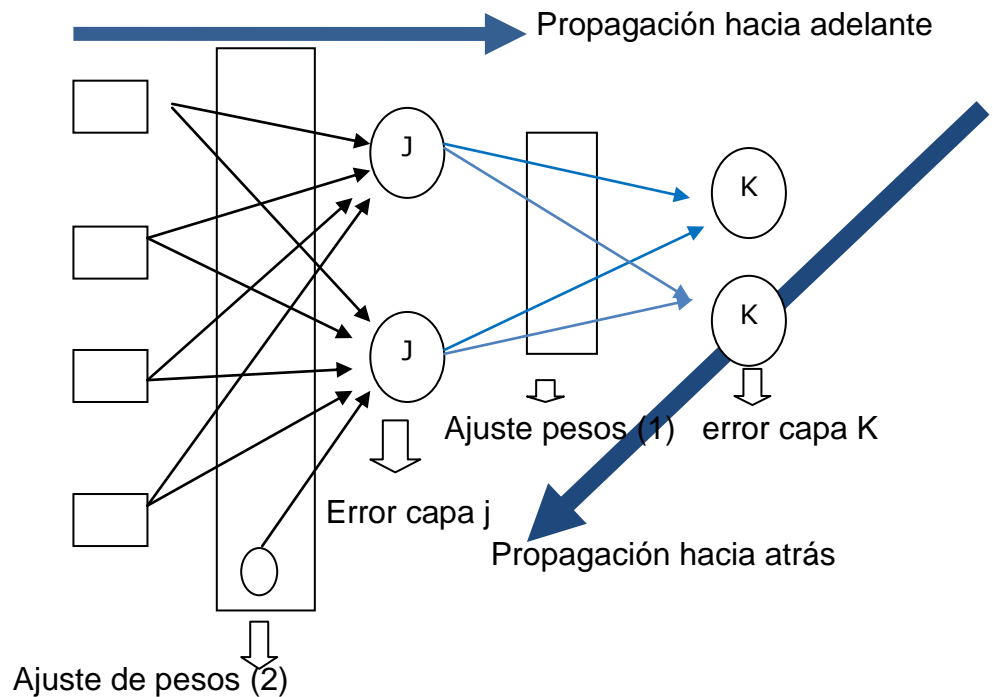 Propagación hacia adelante
J
K
J
K
Ajuste pesos (1) error capa K
Error capa j
Propagación hacia atrás
Ajuste de pesos (2)